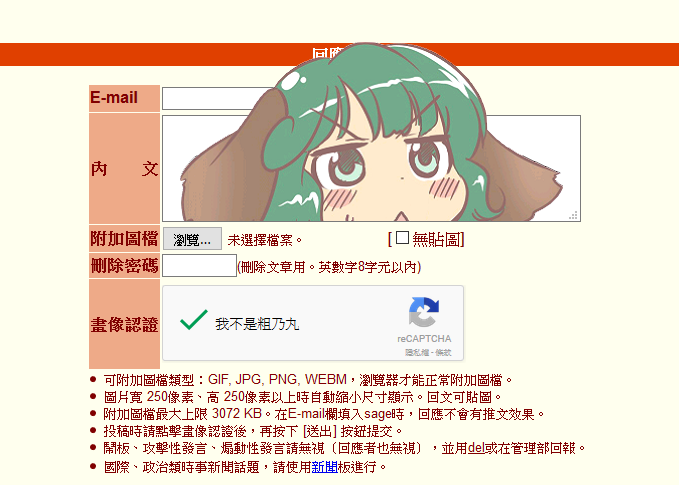 回應
E-mail
內 文
附加圖檔 瀏覽... 未選擇檔案。 [無貼圖]
刪除密碼 (刪除文章用。英數字8字元以內)
畫像認證 我不是粗乃丸
reCAPTCHA
隱私權 - 條款
• 可附加圖檔類型：GIF, JPG, PNG, WEBM，瀏覽器才能正常附加圖檔。
• 圖片寬 250像素、高 250像素以上時自動縮小尺寸顯示。回文可貼圖。
• 附加圖檔最大上限 3072 KB。在E-mail欄填入sage時，回應不會有推文效果。
• 投稿時請點擊畫像認證後，再按下 [送出] 按鈕提交。
• 鬧板、攻擊性發言、煽動性發言請無視〔回應者也無視〕，並用del或在管理部回報。
• 國際、政治類時事新聞話題，請使用新聞板進行。